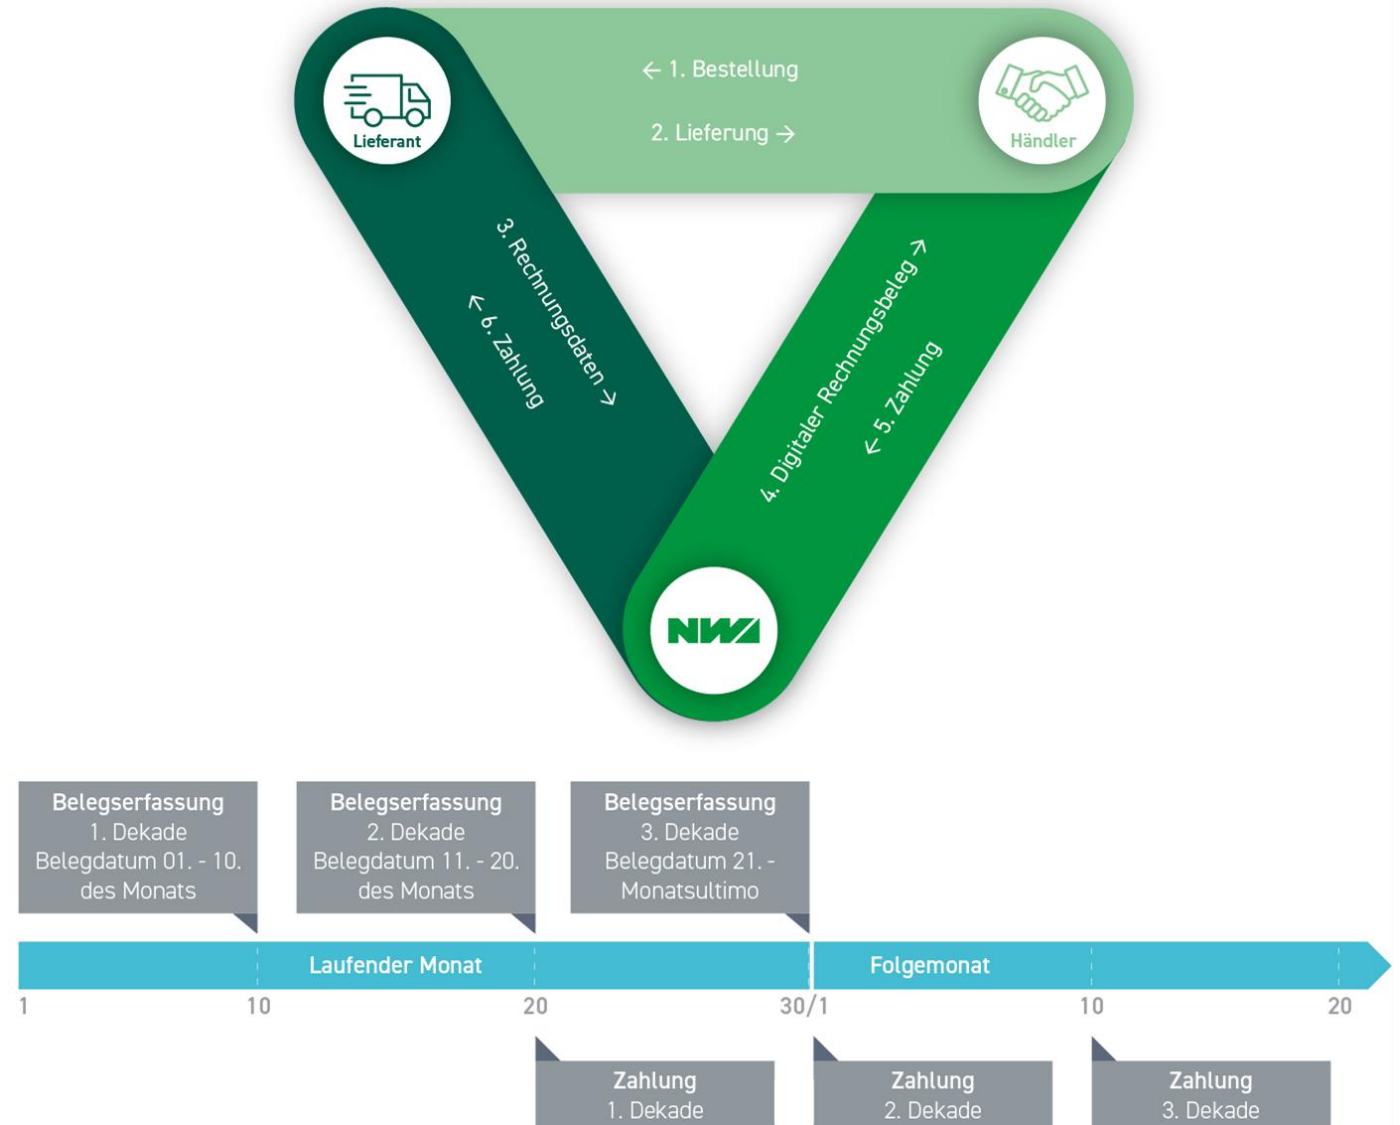 ← 1. Bestellung
2. Lieferung →
Lieferant
Händler
3. Rechnungsdaten →
← 6. Zahlung
4. Digitaler Rechnungsbeleg →
← 5. Zahlung
NW
Belegserfassung
1. Dekade
Belegdatum 01. - 10.
des Monats
Belegserfassung
2. Dekade
Belegdatum 11. - 20.
des Monats
Belegserfassung
3. Dekade
Belegdatum 21. -
Monatsultimo
Laufender Monat
Folgemonat
1
10
20
30/1
10
20
Zahlung
1. Dekade
Zahlung
2. Dekade
Zahlung
3. Dekade